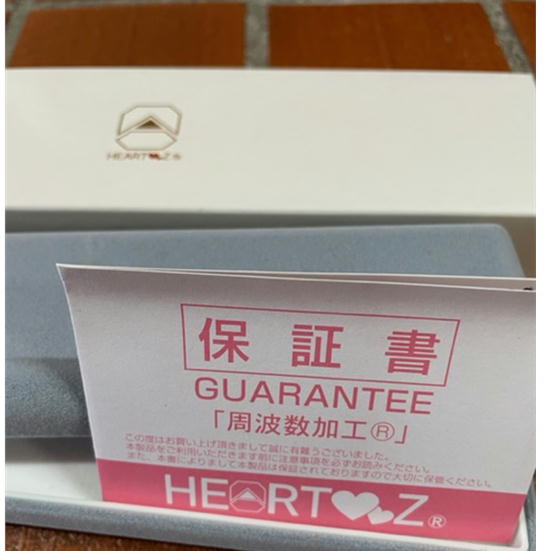 HEART Z®
保証書
GUARANTEE
「周波数加工®」
この度はお買い上げ頂きまして誠に有難うございました。
本製品をご利用いただきます前に注意事項を必ずお読みください。
また、本書によりまして本製品は保証されておりますので大切に保管ください。
HEART Z®